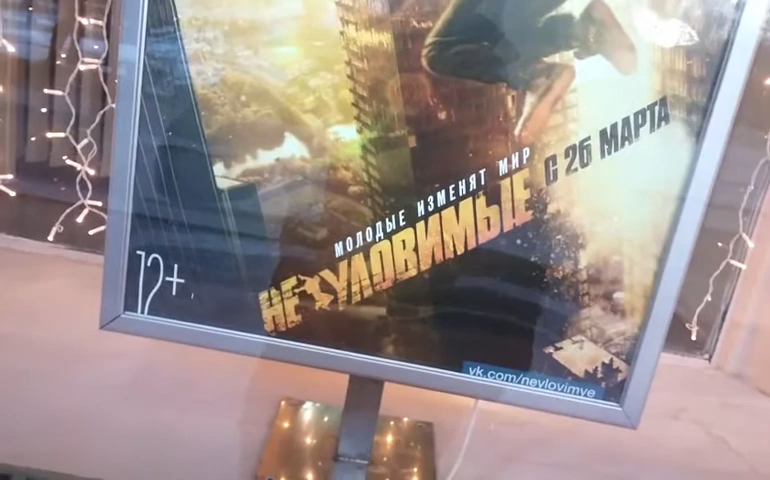 МОЛОДЫЕ ИЗМЕНЯТ МИР
НЕУЛОВИМЫЕ
С 26 МАРТА
12+
vk.com/nevlovimye